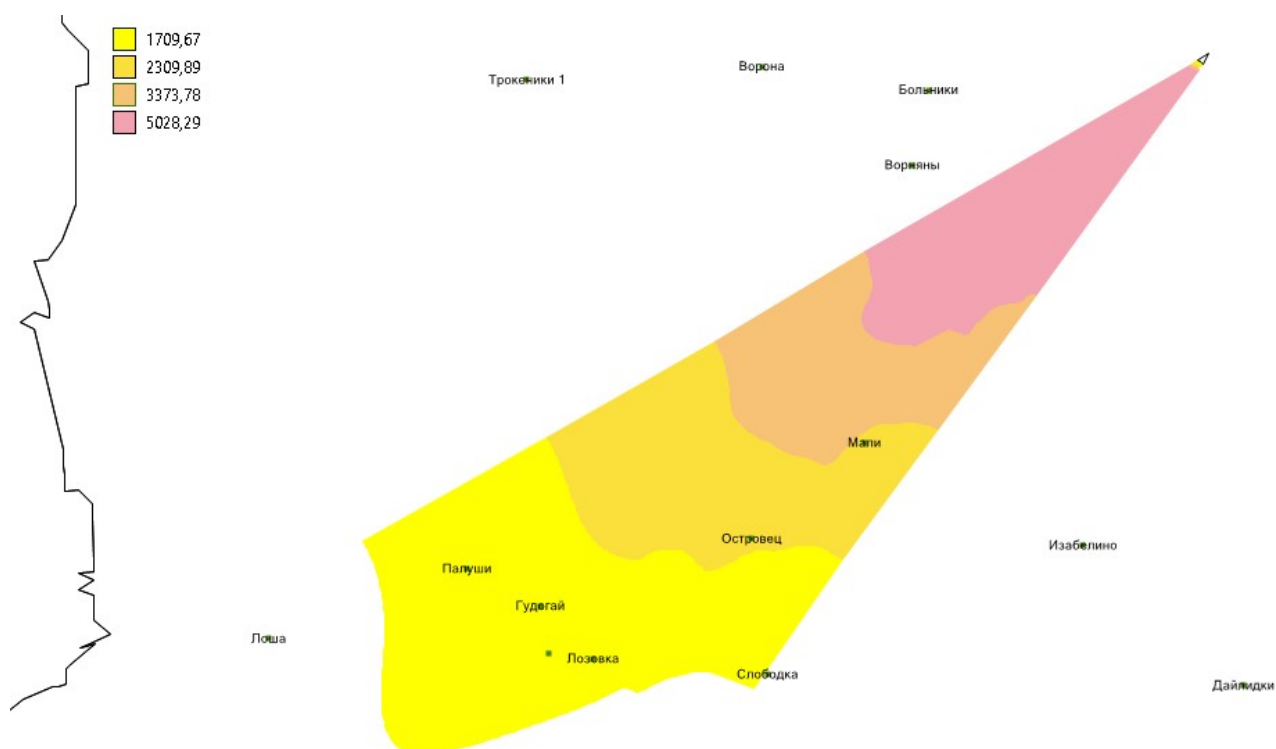 1709,67
2309,89
3373,78
5028,29
Трокеники 1
Ворона
Больники
Ворняны
Мали
Островец
Изабелино
Палуши
Гудогай
Лоша
Лозовка
Слободка
Дайлидки